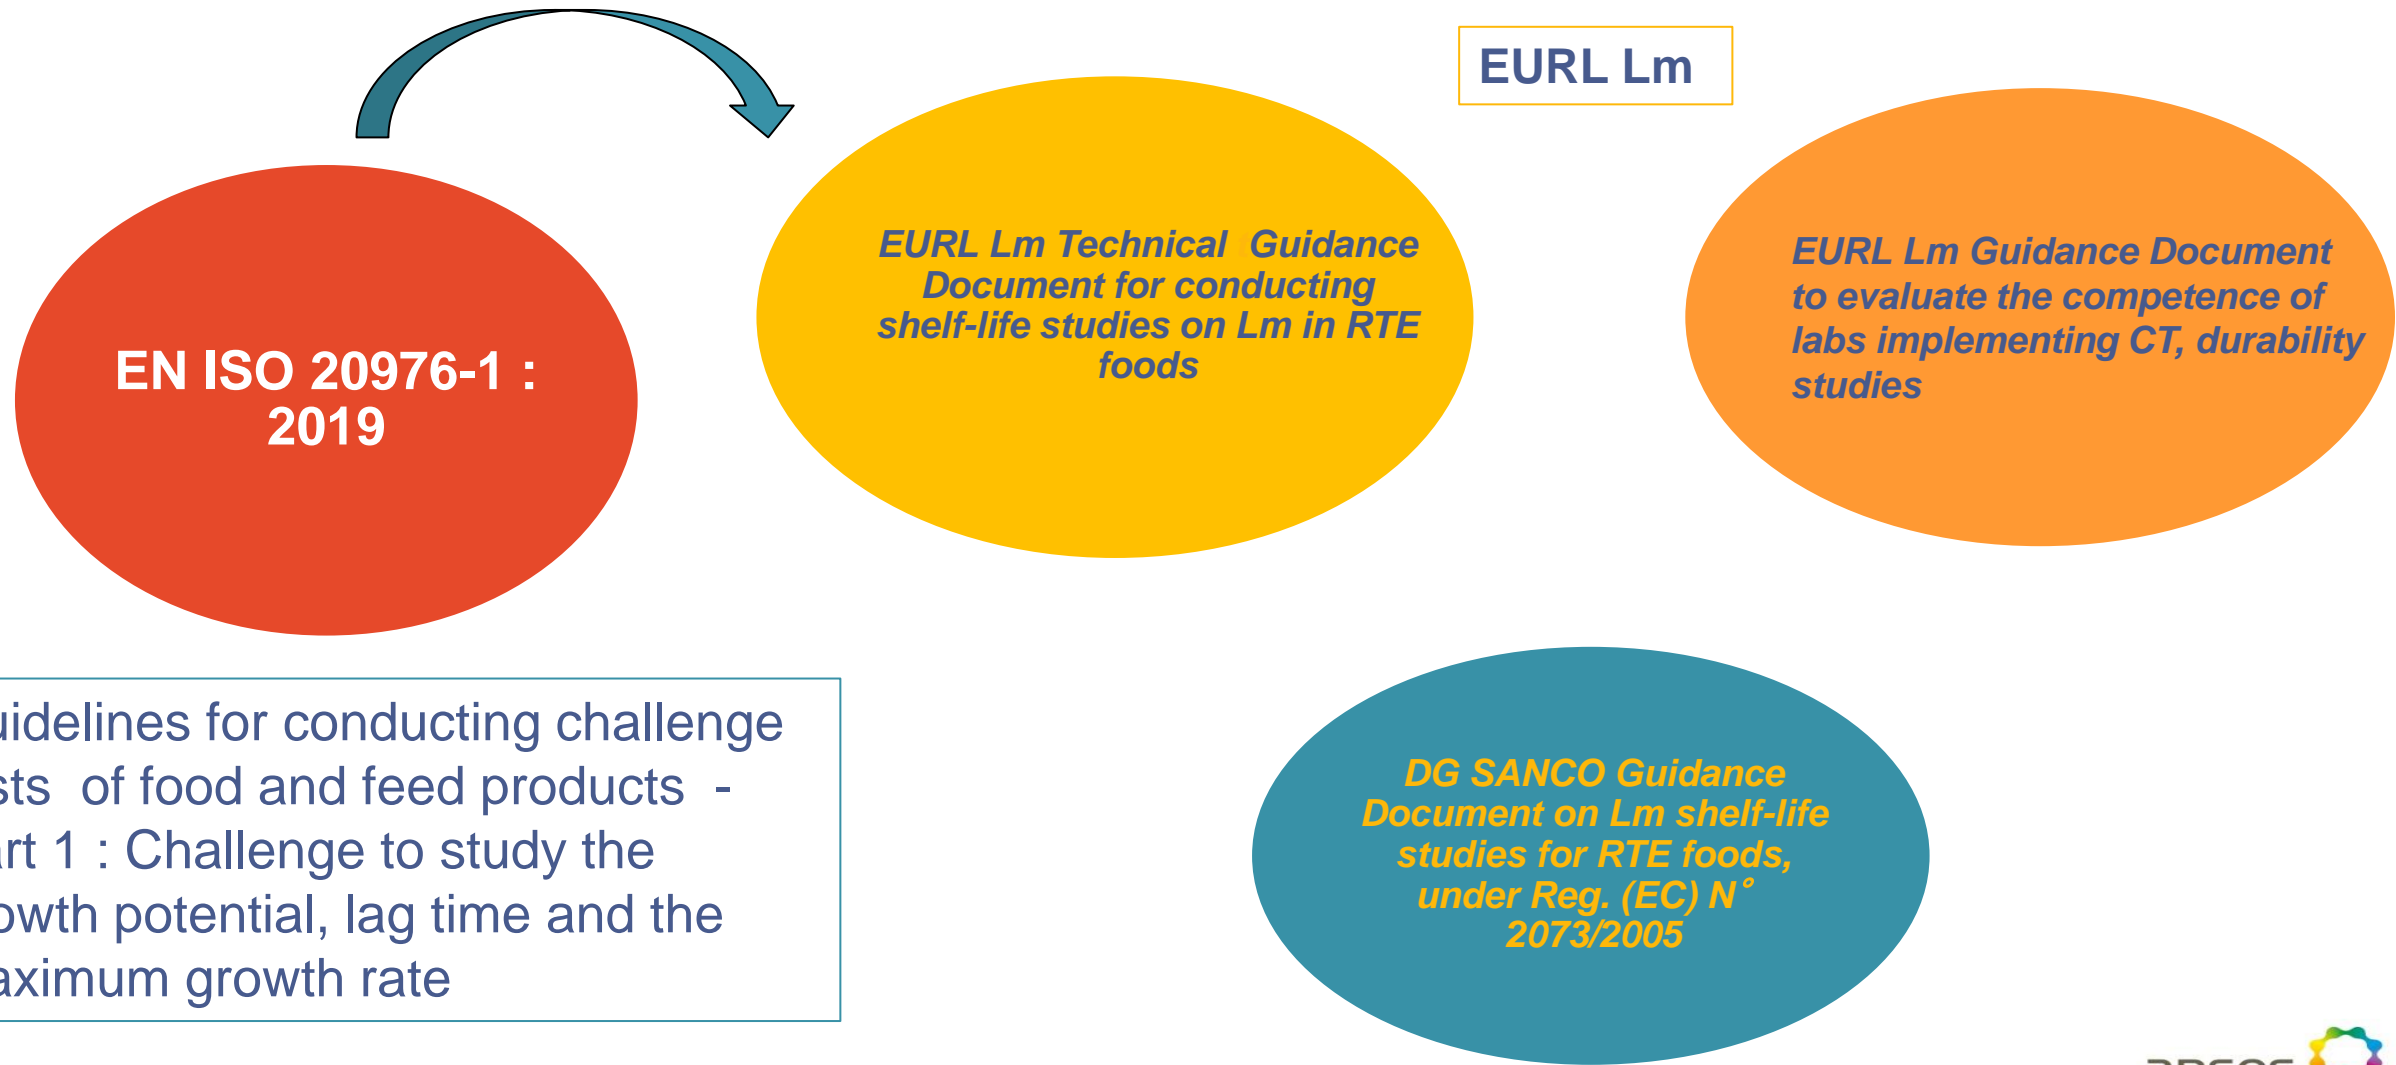 EURL Lm
EN ISO 20976-1 :
2019
EURL Lm Technical Guidance
Document for conducting
shelf-life studies on Lm in RTE
foods
EURL Lm Guidance Document
to evaluate the competence of
labs implementing CT, durability
studies
uidelines for conducting challenge
sts of food and feed products -
art 1 : Challenge to study the
owth potential, lag time and the
aximum growth rate
DG SANCO Guidance
Document on Lm shelf-life
studies for RTE foods,
under Reg. (EC) N°
2073/2005